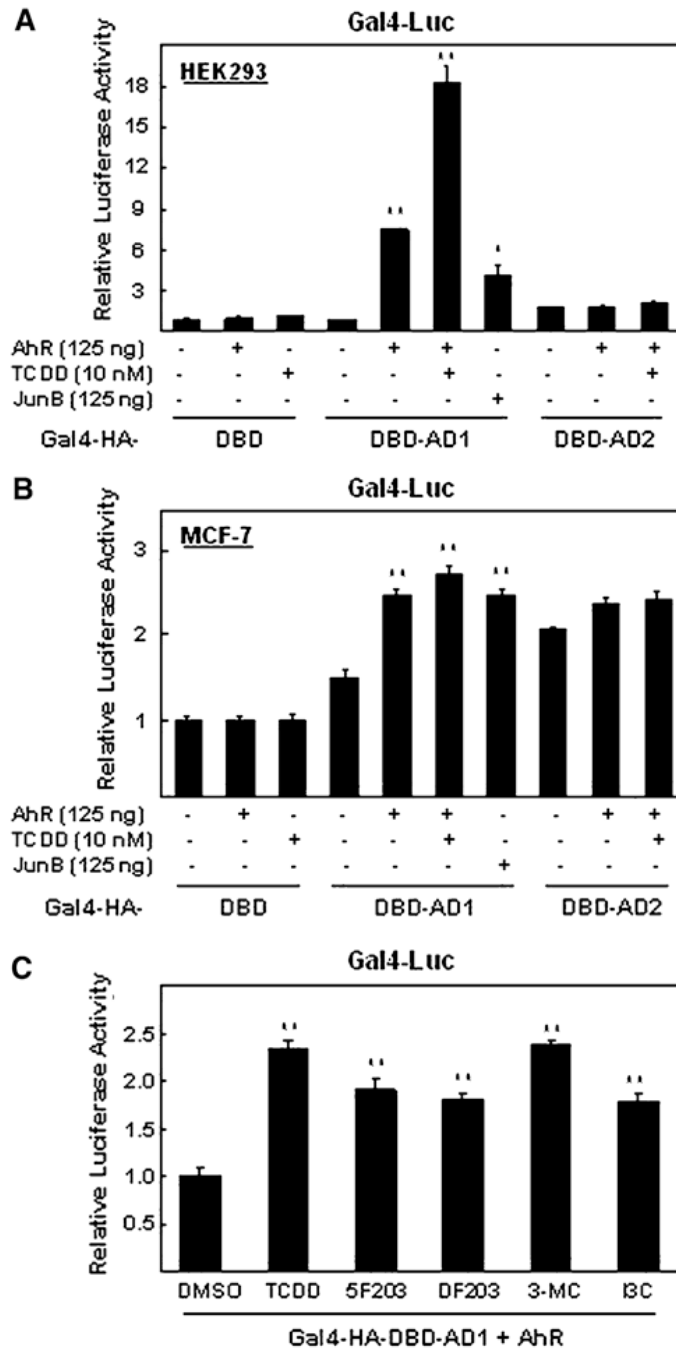 A
Gal4-Luc
HEK293
Relative Luciferase Activity
18
15
12
9
6
3
** ** *
AhR (125 ng) - + - - + + - - + +
TCDD (10 nM) - - + - - + - - - +
JunB (125 ng) - - - - - - + - - -
Gal4-HA- DBD DBD-AD1 DBD-AD2
B
Gal4-Luc
MCF-7
Relative Luciferase Activity
3
2
1
** ** **
AhR (125 ng) - + - - + + - - + +
TCDD (10 nM) - - + - - + - - - +
JunB (125 ng) - - - - - - + - - -
Gal4-HA- DBD DBD-AD1 DBD-AD2
C
Gal4-Luc
Relative Luciferase Activity
2.5
2.0
1.0
0.5
** ** ** ** **
DMSO TCDD 5F203 DF203 3-MC I3C
Gal4-HA-DBD-AD1 + AhR